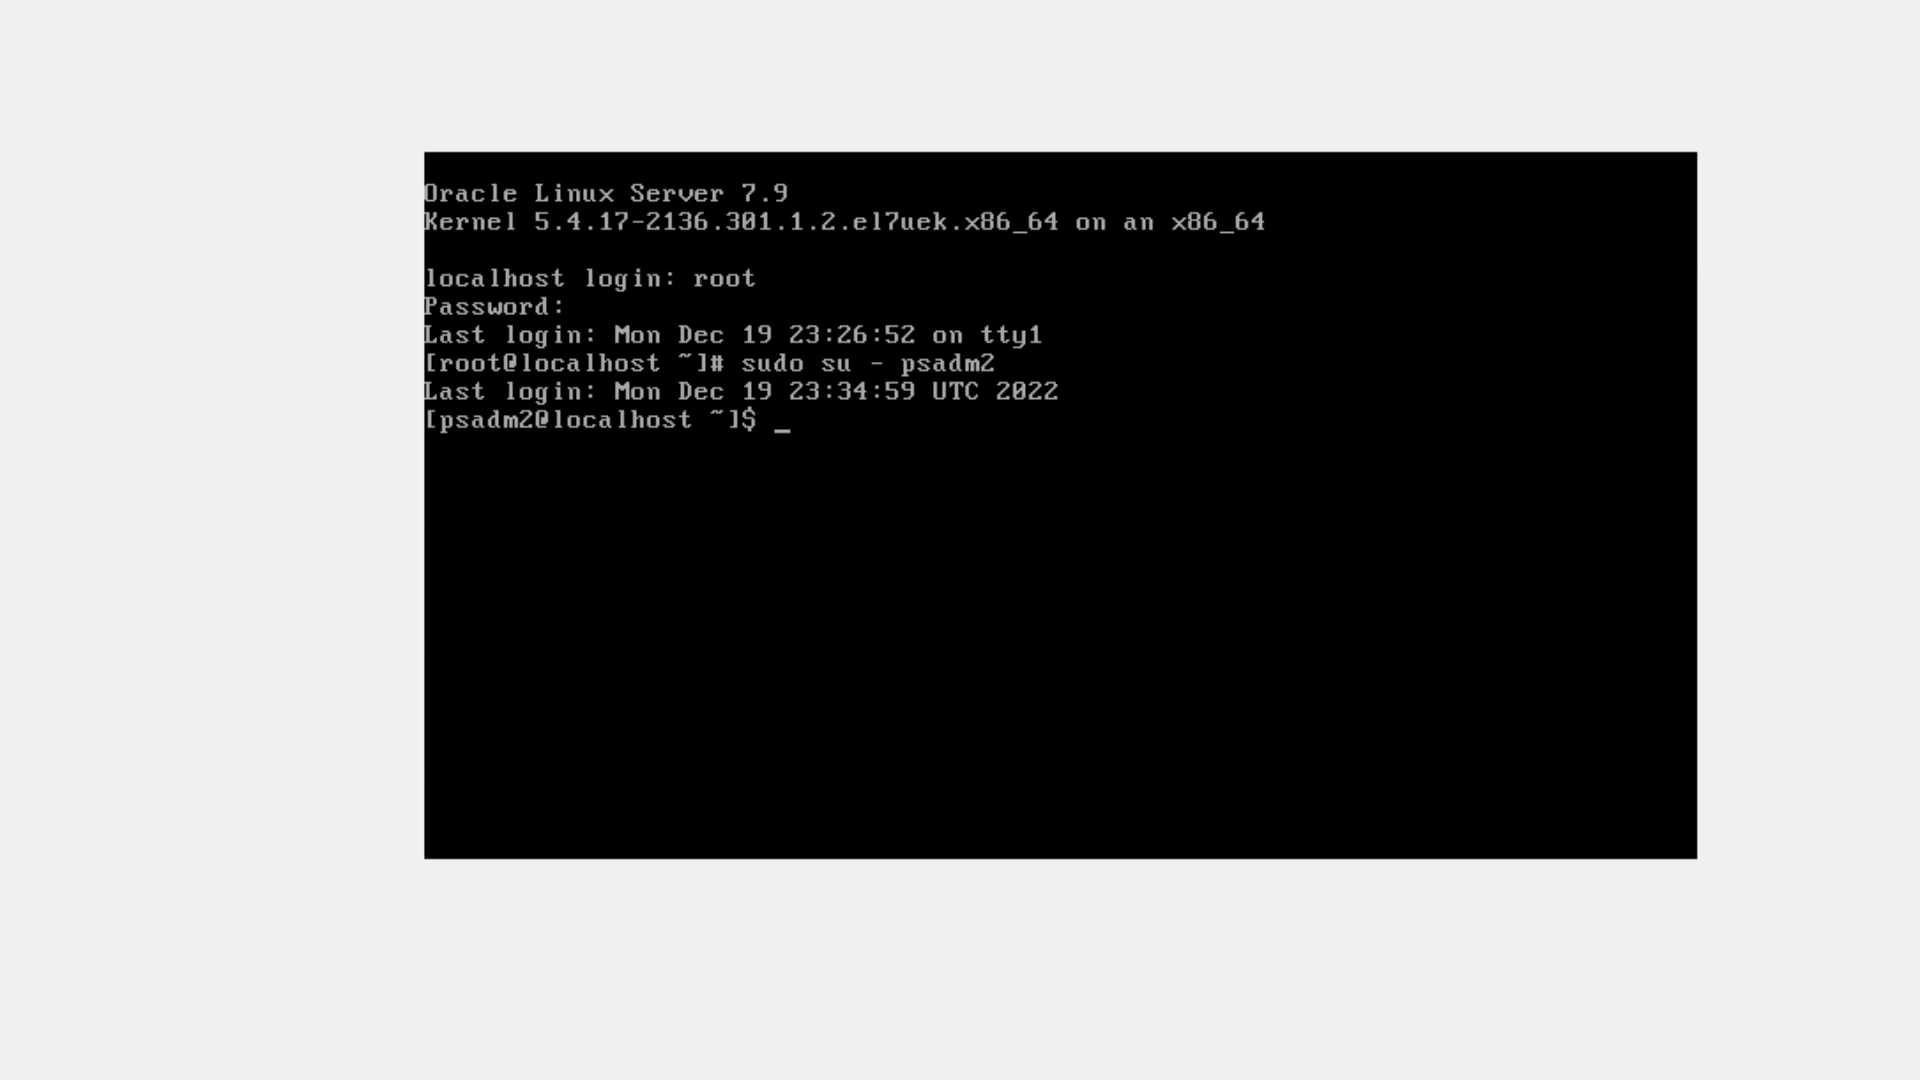 Oracle Linux Server 7.9
Kernel 5.4.17-2136.301.1.2.el7uek.x86_64 on an x86_64
localhost login: root
Password:
Last login: Mon Dec 19 23:26:52 on tty1
[root@localhost ~]# sudo su - psadm2
Last login: Mon Dec 19 23:34:59 UTC 2022
[psadm2@localhost ~]$ _